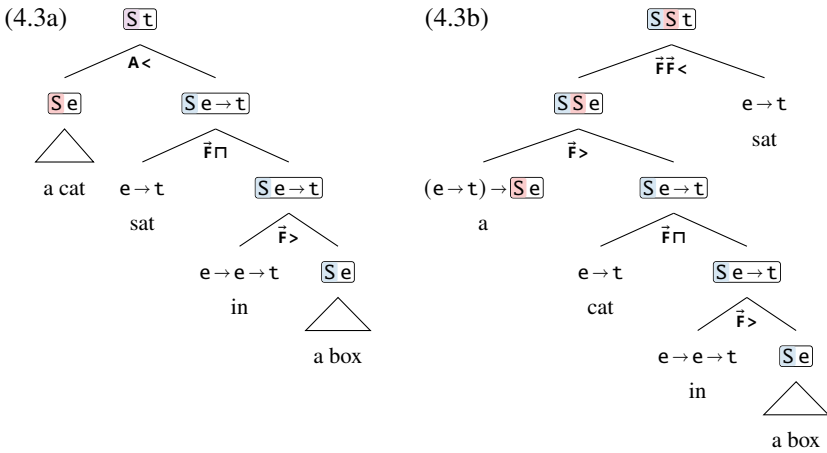 (4.3a)
S t
A <
S e
S e → t
F⃗ ⊓
a cat
e → t
sat
S e → t
F⃗ >
e → e → t
in
S e
a box
(4.3b)
S S t
F⃗ F⃗ <
S S e
e → t
sat
F⃗ >
(e → t) → S e
a
S e → t
F⃗ ⊓
e → t
cat
S e → t
F⃗ >
e → e → t
in
S e
a box